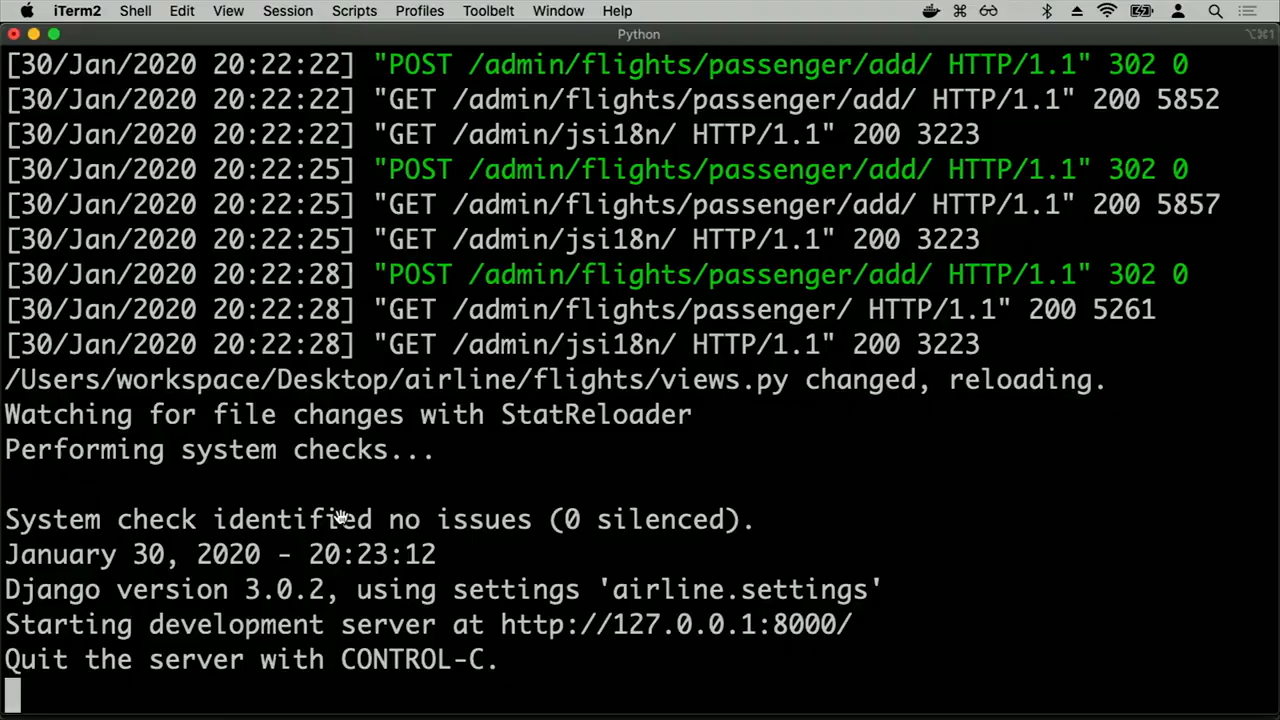 iTerm2 Shell Edit View Session Scripts Profiles Toolbelt Window Help
Python ⌥⌘1
[30/Jan/2020 20:22:22] "POST /admin/flights/passenger/add/ HTTP/1.1" 302 0
[30/Jan/2020 20:22:22] "GET /admin/flights/passenger/add/ HTTP/1.1" 200 5852
[30/Jan/2020 20:22:22] "GET /admin/jsi18n/ HTTP/1.1" 200 3223
[30/Jan/2020 20:22:25] "POST /admin/flights/passenger/add/ HTTP/1.1" 302 0
[30/Jan/2020 20:22:25] "GET /admin/flights/passenger/add/ HTTP/1.1" 200 5857
[30/Jan/2020 20:22:25] "GET /admin/jsi18n/ HTTP/1.1" 200 3223
[30/Jan/2020 20:22:28] "POST /admin/flights/passenger/add/ HTTP/1.1" 302 0
[30/Jan/2020 20:22:28] "GET /admin/flights/passenger/ HTTP/1.1" 200 5261
[30/Jan/2020 20:22:28] "GET /admin/jsi18n/ HTTP/1.1" 200 3223
/Users/workspace/Desktop/airline/flights/views.py changed, reloading.
Watching for file changes with StatReloader
Performing system checks...
System check identified no issues (0 silenced).
January 30, 2020 - 20:23:12
Django version 3.0.2, using settings 'airline.settings'
Starting development server at http://127.0.0.1:8000/
Quit the server with CONTROL-C.